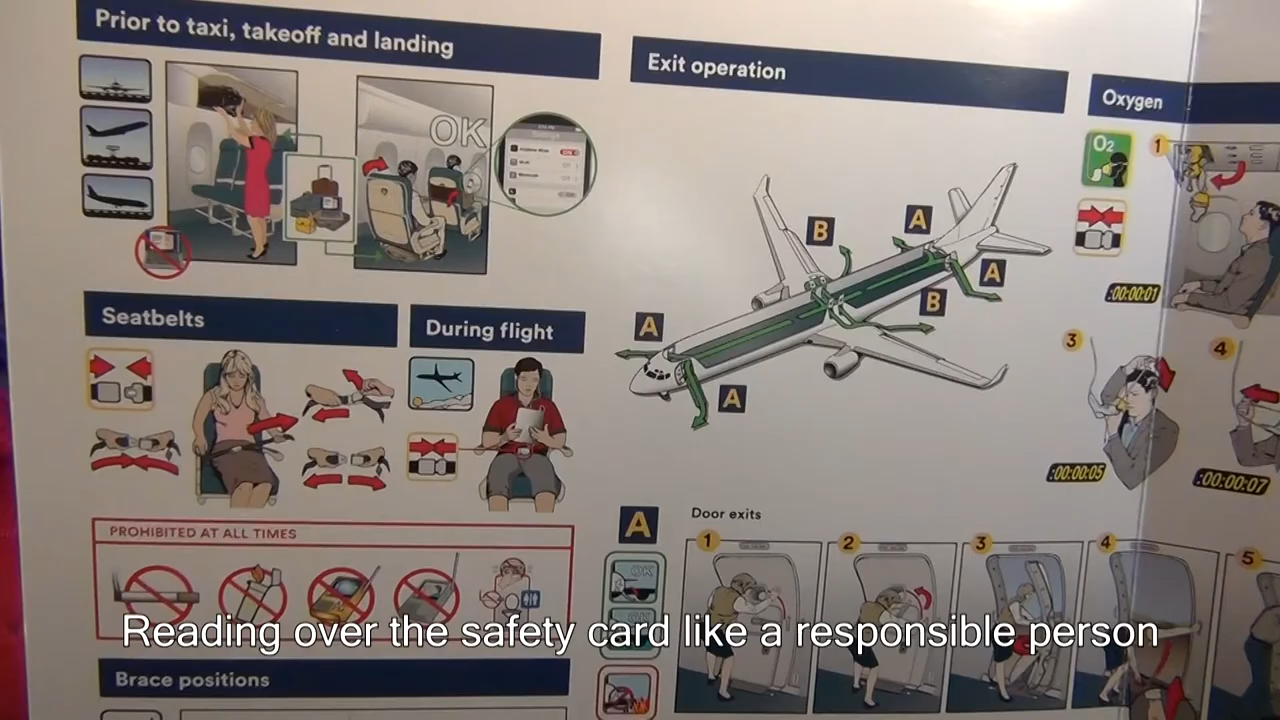 Prior to taxi, takeoff and landing
OK
Exit operation
Oxygen
O2
1
A
B
A
A
B
A
:00:00:01
3
4
:00:00:05
:00:00:07
Seatbelts
During flight
PROHIBITED AT ALL TIMES
A
Door exits
1
2
3
4
5
OK
Brace positions
Reading over the safety card like a responsible person